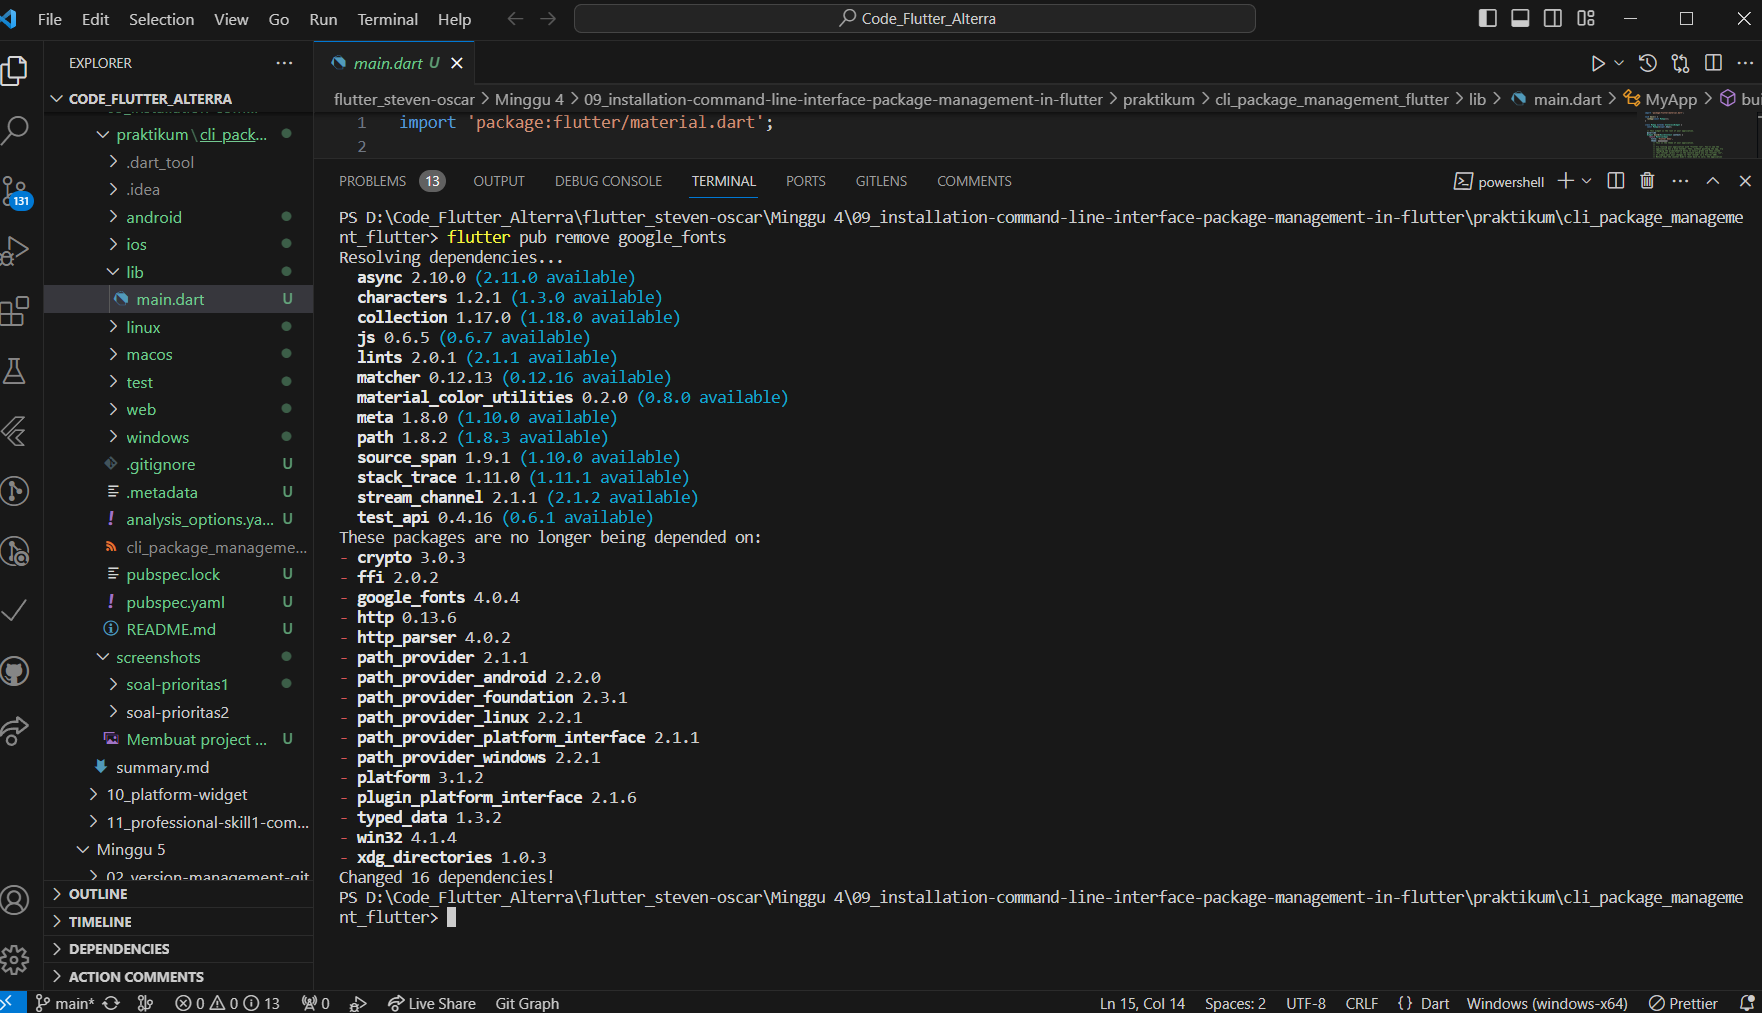 File Edit Selection View Go Run Terminal Help
Code_Flutter_Alterra
EXPLORER
CODE_FLUTTER_ALTERRA
praktikum \ cli_pack...
.dart_tool
.idea
android
ios
lib
main.dart U
linux
macos
test
web
windows
.gitignore U
.metadata U
analysis_options.ya... U
cli_package_manageme...
pubspec.lock U
pubspec.yaml U
README.md U
screenshots
soal-prioritas1
soal-prioritas2
Membuat project ... U
summary.md
10_platform-widget
11_professional-skill1-com...
Minggu 5
02_version-management-git
OUTLINE
TIMELINE
DEPENDENCIES
ACTION COMMENTS
131
main.dart U
flutter_steven-oscar > Minggu 4 > 09_installation-command-line-interface-package-management-in-flutter > praktikum > cli_package_management_flutter > lib > main.dart > MyApp > bui
1 import 'package:flutter/material.dart';
2
PROBLEMS 13 OUTPUT DEBUG CONSOLE TERMINAL PORTS GITLENS COMMENTS
powershell
PS D:\Code_Flutter_Alterra\flutter_steven-oscar\Minggu 4\09_installation-command-line-interface-package-management-in-flutter\praktikum\cli_package_manageme
nt_flutter> flutter pub remove google_fonts
Resolving dependencies...
async 2.10.0 (2.11.0 available)
characters 1.2.1 (1.3.0 available)
collection 1.17.0 (1.18.0 available)
js 0.6.5 (0.6.7 available)
lints 2.0.1 (2.1.1 available)
matcher 0.12.13 (0.12.16 available)
material_color_utilities 0.2.0 (0.8.0 available)
meta 1.8.0 (1.10.0 available)
path 1.8.2 (1.8.3 available)
source_span 1.9.1 (1.10.0 available)
stack_trace 1.11.0 (1.11.1 available)
stream_channel 2.1.1 (2.1.2 available)
test_api 0.4.16 (0.6.1 available)
These packages are no longer being depended on:
- crypto 3.0.3
- ffi 2.0.2
- google_fonts 4.0.4
- http 0.13.6
- http_parser 4.0.2
- path_provider 2.1.1
- path_provider_android 2.2.0
- path_provider_foundation 2.3.1
- path_provider_linux 2.2.1
- path_provider_platform_interface 2.1.1
- path_provider_windows 2.2.1
- platform 3.1.2
- plugin_platform_interface 2.1.6
- typed_data 1.3.2
- win32 4.1.4
- xdg_directories 1.0.3
Changed 16 dependencies!
PS D:\Code_Flutter_Alterra\flutter_steven-oscar\Minggu 4\09_installation-command-line-interface-package-management-in-flutter\praktikum\cli_package_manageme
nt_flutter>
main* 0 0 13 0 Live Share Git Graph Ln 15, Col 14 Spaces: 2 UTF-8 CRLF {} Dart Windows (windows-x64) Prettier